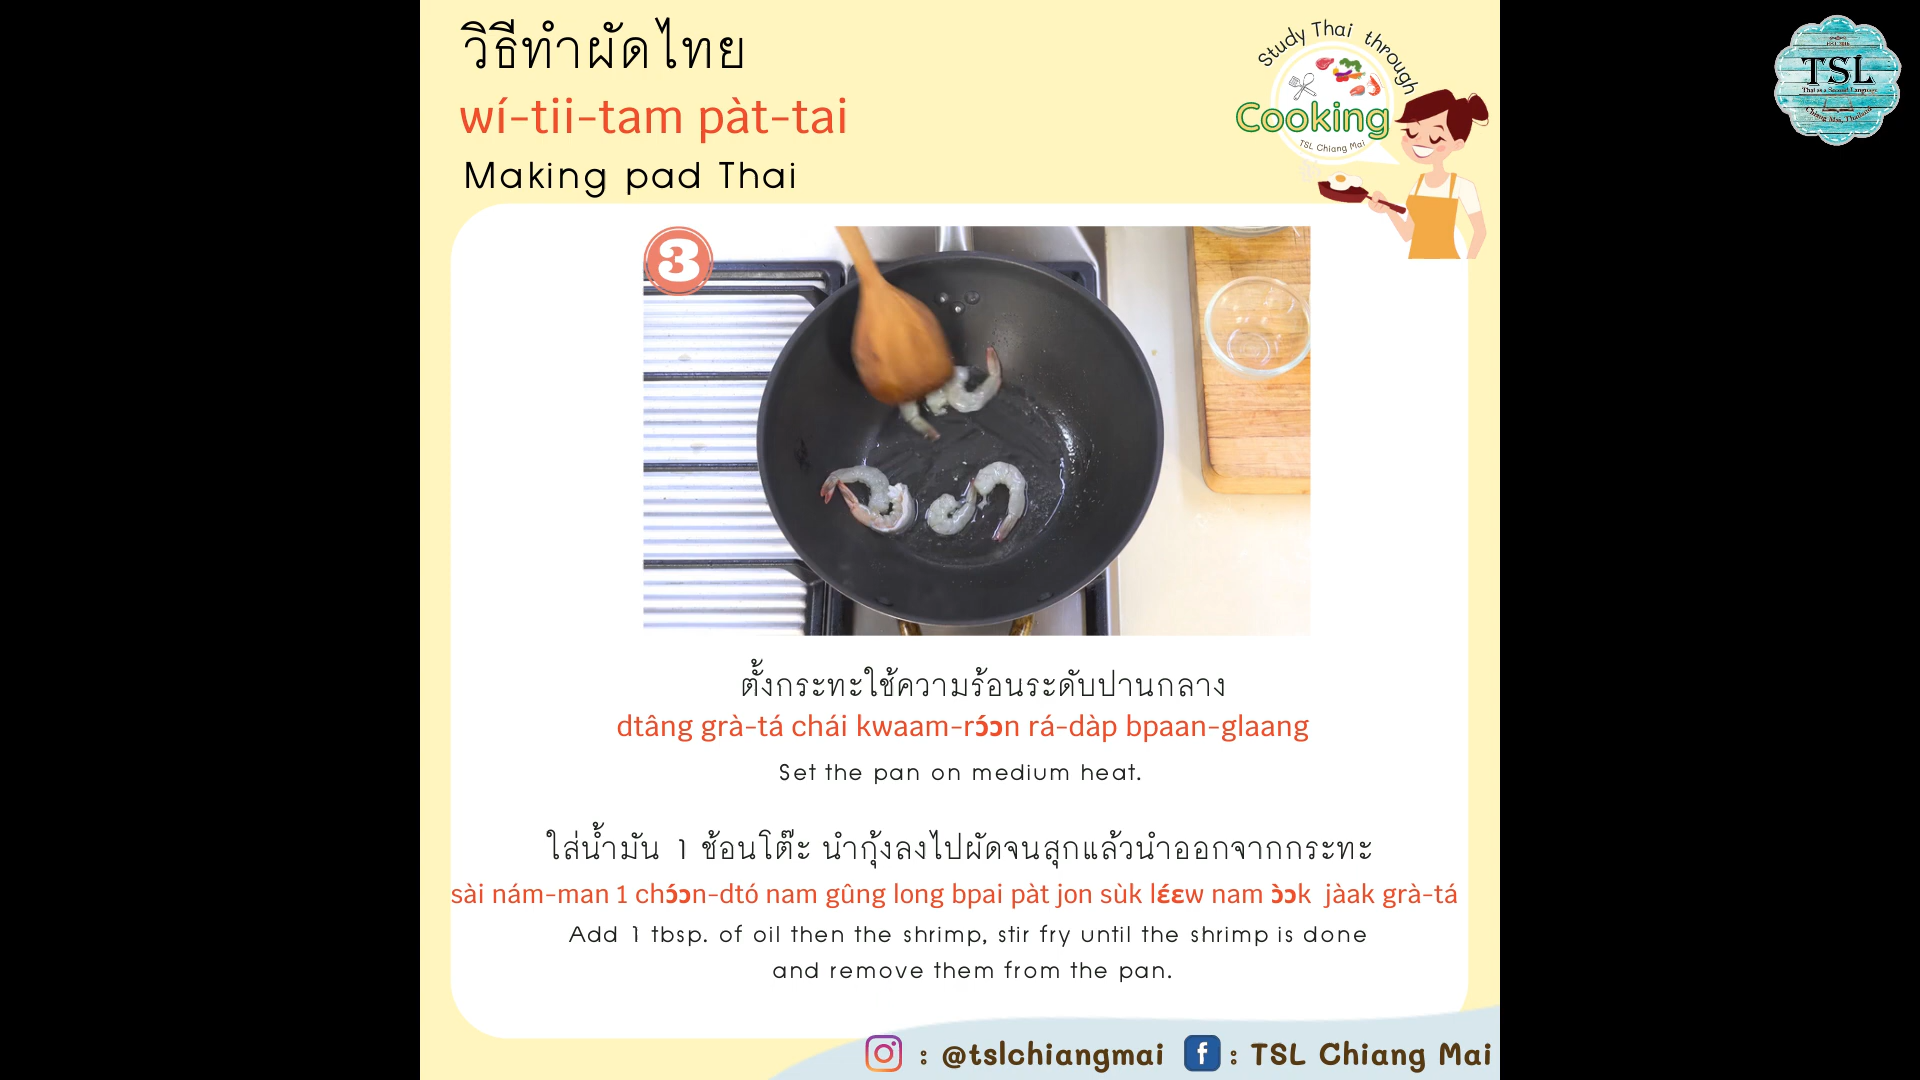 วิธีทำผัดไทย
wí-tii-tam pàt-tai
Making pad Thai
Study Thai through
Cooking
TSL Chiang Mai
TSL
Thai as a Second Language
Chiang Mai, Thailand
3
ตั้งกระทะใช้ความร้อนระดับปานกลาง
dtâng grà-tá chái kwaam-rɔ́ɔn rá-dàp bpaan-glaang
Set the pan on medium heat.
ใส่น้ำมัน 1 ช้อนโต๊ะ นำกุ้งลงไปผัดจนสุกแล้วนำออกจากกระทะ
sài nám-man 1 chɔ́ɔn-dtó nam gûng long bpai pàt jon sùk lɛ́ɛw nam ɔ̀ɔk jàak grà-tá
Add 1 tbsp. of oil then the shrimp, stir fry until the shrimp is done
and remove them from the pan.
: @tslchiangmai : TSL Chiang Mai